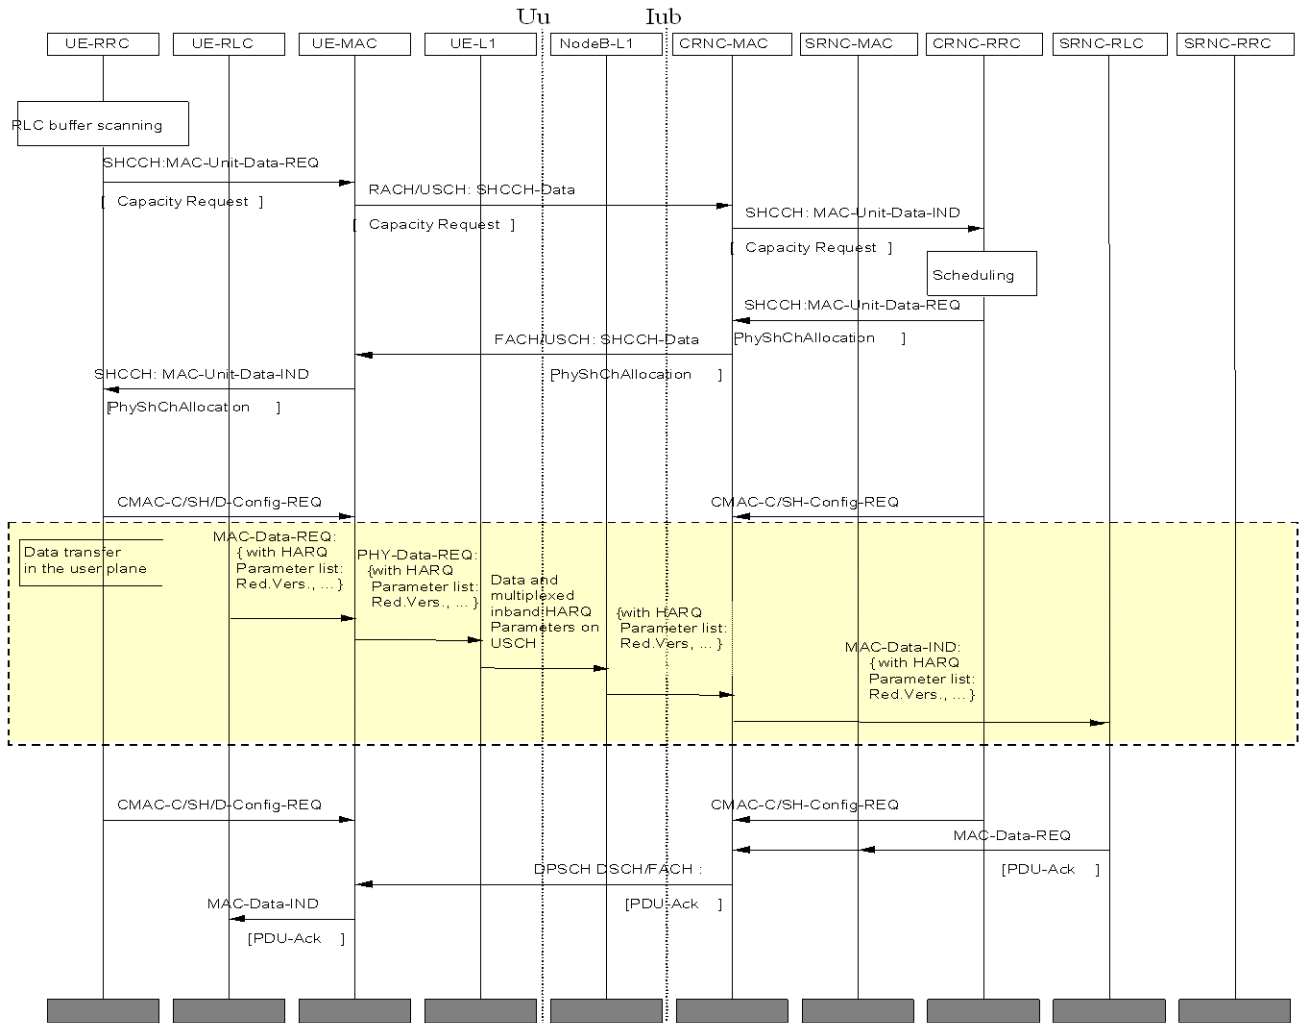 Uu Iub
UE-RRC UE-RLC UE-MAC UE-L1 NodeB-L1 CRNC-MAC SRNC-MAC CRNC-RRC SRNC-RLC SRNC-RRC
RLC buffer scanning
SHCCH:MAC-Unit-Data-REQ
[ Capacity Request ]
RACH/USCH: SHCCH-Data
[ Capacity Request ]
SHCCH: MAC-Unit-Data-IND
[ Capacity Request ]
Scheduling
SHCCH:MAC-Unit-Data-REQ
[PhyShChAllocation ]
FACH/USCH: SHCCH-Data
[PhyShChAllocation ]
SHCCH: MAC-Unit-Data-IND
[PhyShChAllocation ]
CMAC-C/SH/D-Config-REQ
CMAC-C/SH-Config-REQ
Data transfer
in the user plane
MAC-Data-REQ:
{ with HARQ
Parameter list:
Red.Vers., ... }
PHY-Data-REQ:
{with HARQ
Parameter list:
Red.Vers., ... }
Data and
multiplexed
inband HARQ
Parameters on
USCH
{with HARQ
Parameter list:
Red.Vers, ... }
MAC-Data-IND:
{ with HARQ
Parameter list:
Red.Vers., ... }
CMAC-C/SH/D-Config-REQ
CMAC-C/SH-Config-REQ
MAC-Data-REQ
[PDU-Ack ]
DPSCH DSCH/FACH :
[PDU-Ack ]
MAC-Data-IND
[PDU-Ack ]